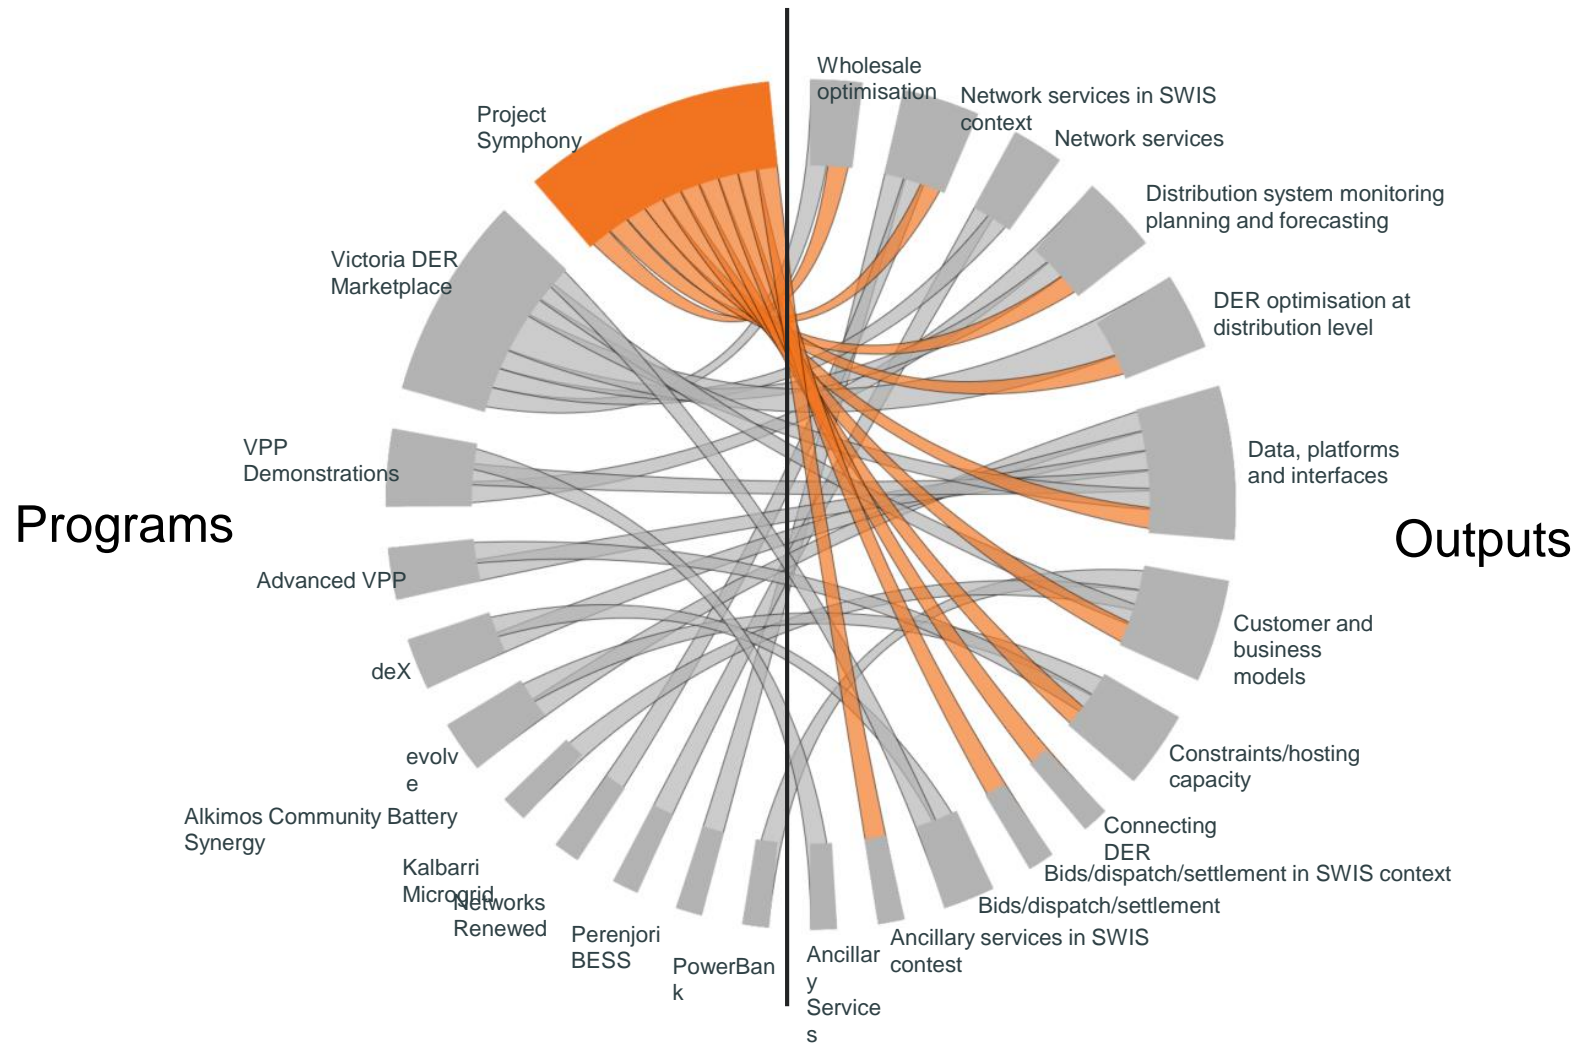 Wholesale
optimisation
Network services in SWIS
context
Network services
Project
Symphony
Distribution system monitoring
planning and forecasting
Victoria DER
Marketplace
DER optimisation at
distribution level
VPP
Demonstrations
Data, platforms
and interfaces
Programs
Outputs
Advanced VPP
Customer and
business
models
deX
evolv
e
Constraints/hosting
capacity
Alkimos Community Battery
Synergy
Connecting
DER
Kalbarri
Microgrid
Bids/dispatch/settlement in SWIS context
Networks
Renewed
Bids/dispatch/settlement
Perenjori
BESS
Ancillary services in SWIS
contest
PowerBan
k
Ancillar
y
Service
s